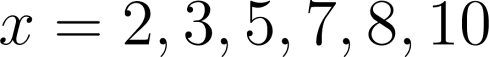 x = 2, 3, 5, 7, 8, 10